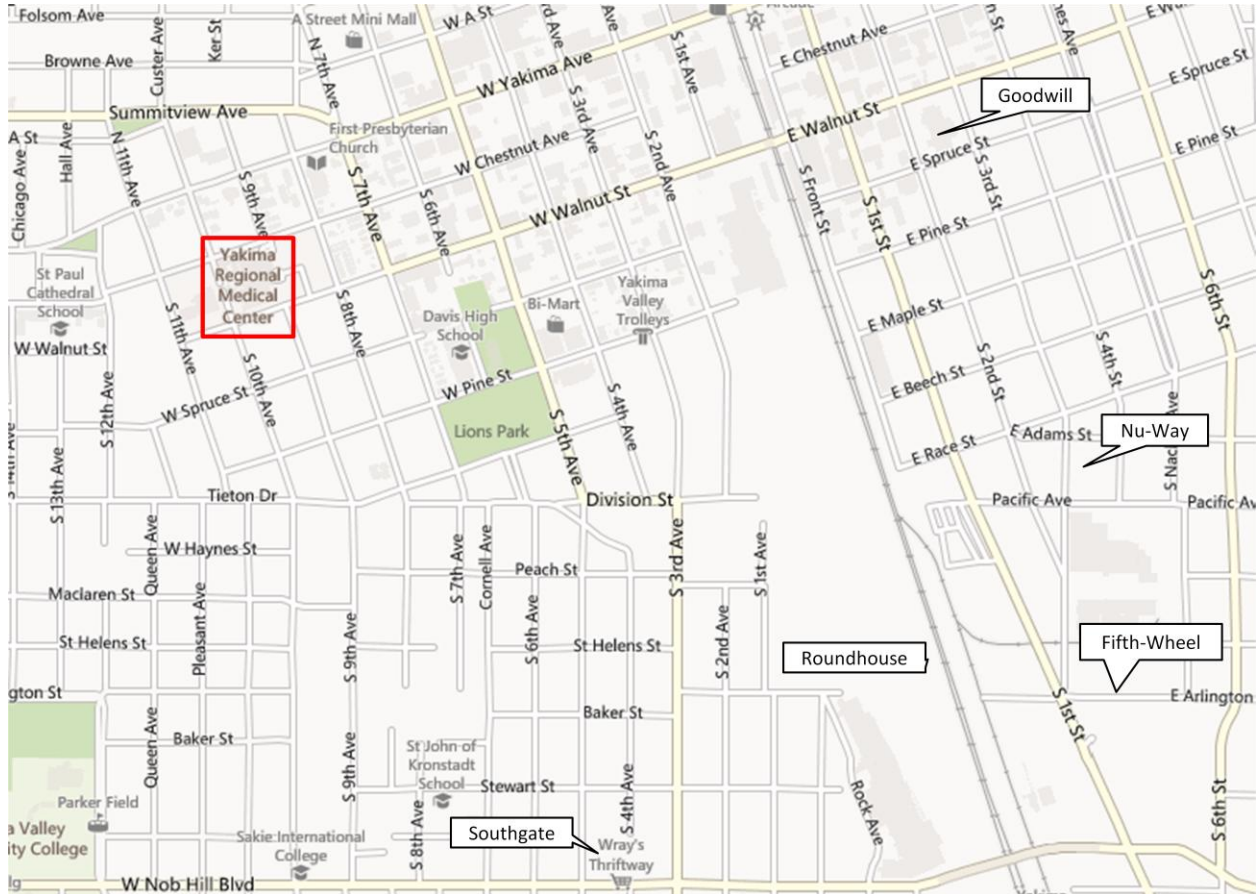 Folsom Ave
A Street Mini Mall
W A St
S 5th Ave
S 1st Ave
E Chestnut Ave
Browne Ave
Custer Ave
Ker St
N 7th Ave
W Yakima Ave
E Spruce St
Goodwill
Summitview Ave
A St
Hall Ave
N 11th Ave
First Presbyterian
Church
S 3rd Ave
W Chestnut Ave
S 2nd Ave
E Walnut St
E Spruce St
E Pine St
Chicago Ave
S 9th Ave
S 7th Ave
S 6th Ave
W Walnut St
S Front St
S 1st St
S 3rd St
E Pine St
Yakima
Regional
Medical
Center
St Paul
Cathedral
School
S 11th Ave
S 8th Ave
Davis High
School
Bi-Mart
Yakima
Valley
Trolleys
E Maple St
S 6th St
W Walnut St
S 12th Ave
S 10th Ave
W Spruce St
W Pine St
S 4th Ave
E Beech St
S 2nd St
S 4th St
Lions Park
S 5th Ave
E Race St
E Adams St
Nu-Way
S 14th Ave
S 13th Ave
Tieton Dr
Division St
Pacific Ave
Pacific Av
W Haynes St
Queen Ave
S 7th Ave
Cornell Ave
Peach St
S 3rd Ave
S 1st Ave
Maclaren St
Pleasant Ave
St Helens St
S 9th Ave
S 6th Ave
St Helens St
S 2nd Ave
Roundhouse
Fifth-Wheel
gton St
E Arlington
Baker St
S 1st St
Queen Ave
Baker St
S 9th Ave
St John of
Kronstadt
School
Stewart St
S 4th Ave
Rock Ave
S 6th St
Parker Field
a Valley
ity College
Sakie International
College
S 8th Ave
Southgate
Wray's
Thriftway
W Nob Hill Blvd